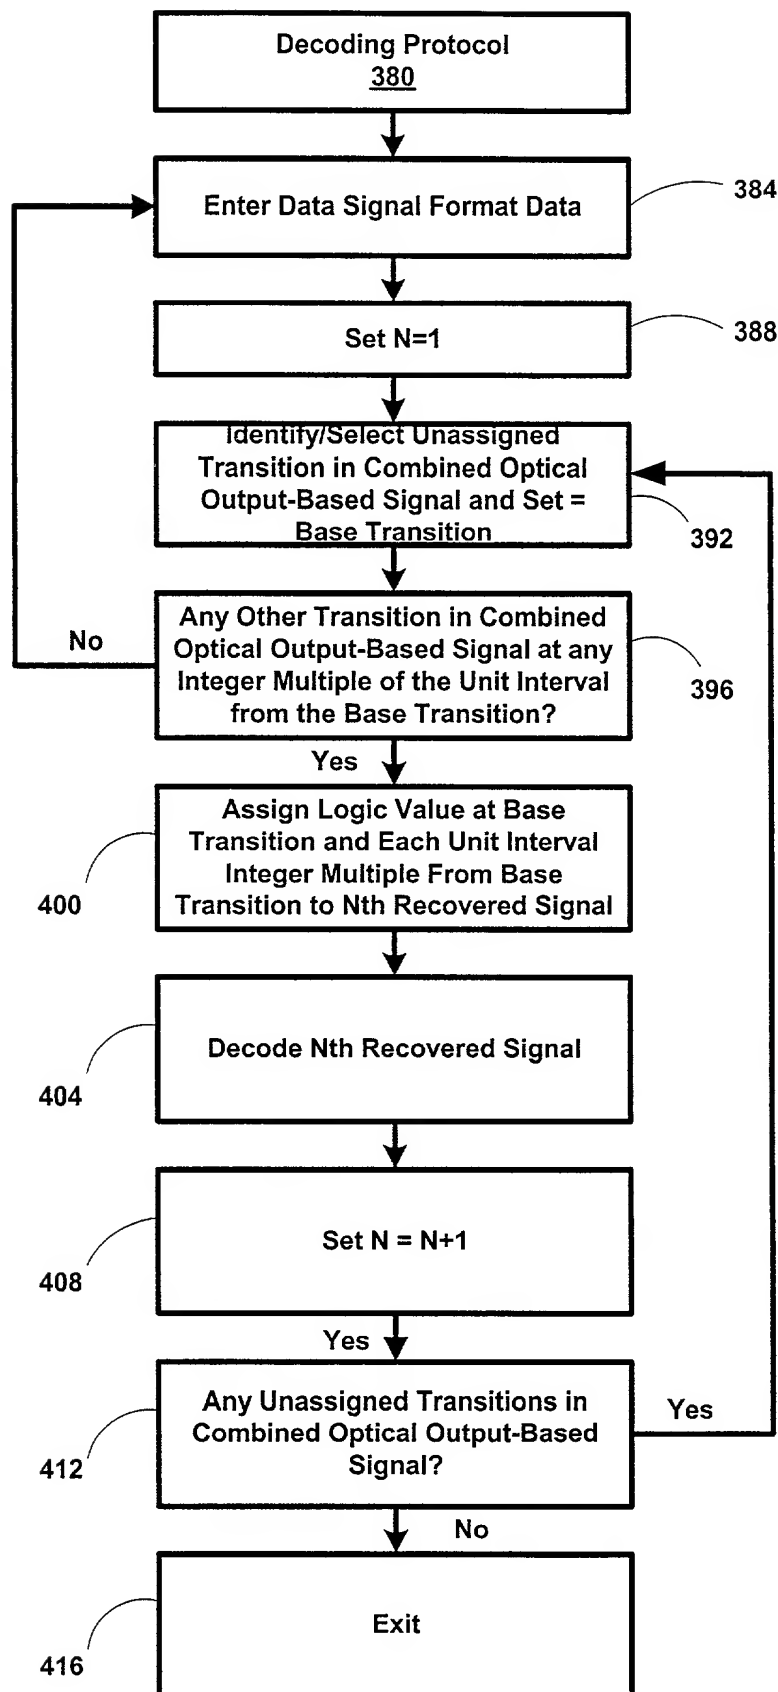 Decoding Protocol
380
Enter Data Signal Format Data
384
Set N=1
388
Identify/Select Unassigned
Transition in Combined Optical
Output-Based Signal and Set =
Base Transition
392
No
Any Other Transition in Combined
Optical Output-Based Signal at any
Integer Multiple of the Unit Interval
from the Base Transition?
396
Yes
Assign Logic Value at Base
Transition and Each Unit Interval
Integer Multiple From Base
Transition to Nth Recovered Signal
400
Decode Nth Recovered Signal
404
Set N = N+1
408
Yes
Any Unassigned Transitions in
Combined Optical Output-Based
Signal?
Yes
412
No
Exit
416